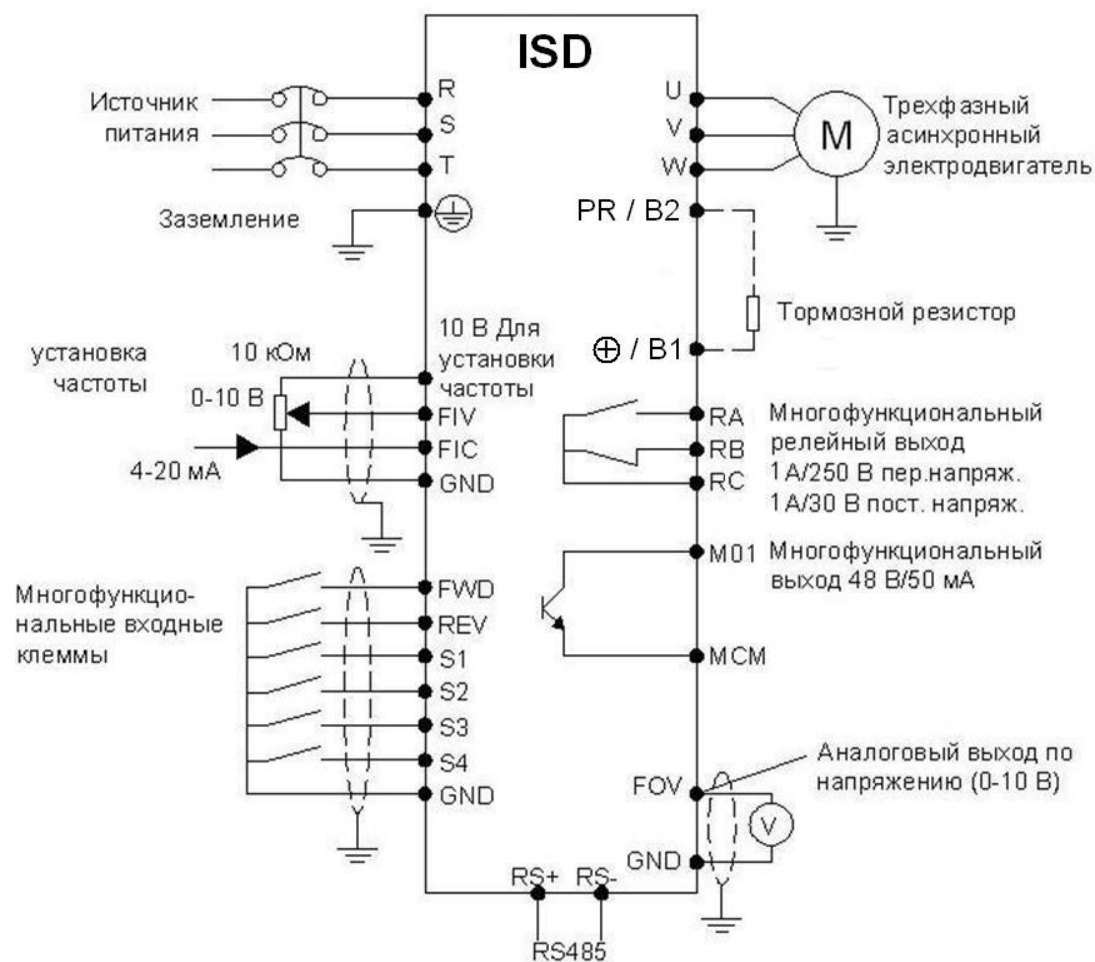 ISD
Источник
питания
R
S
T
Заземление
U
V
W
M
Трехфазный
асинхронный
электродвигатель
PR / B2
Тормозной резистор
⊕ / B1
установка
частоты
10 кОм
0-10 В
4-20 мА
10 В Для
установки
частоты
FIV
FIC
GND
RA
RB
RC
Многофункциональный
релейный выход
1А/250 В пер.напряж.
1А/30 В пост. напряж.
M01
Многофункциональный
выход 48 В/50 мА
MCM
Многофункцио-
нальные входные
клеммы
FWD
REV
S1
S2
S3
S4
GND
FOV
GND
V
Аналоговый выход по
напряжению (0-10 В)
RS+
RS-
RS485